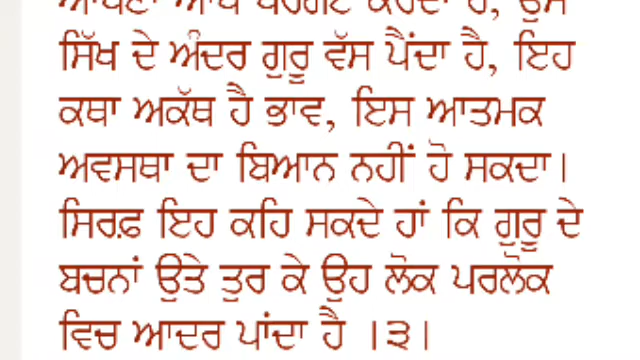 ਆਪਣਾ ਆਪ ਪਰਗਟ ਕਰਦਾ ਹੈ, ਉਸ
ਸਿੱਖ ਦੇ ਅੰਦਰ ਗੁਰੂ ਵੱਸ ਪੈਂਦਾ ਹੈ, ਇਹ
ਕਥਾ ਅਕੱਥ ਹੈ ਭਾਵ, ਇਸ ਆਤਮਕ
ਅਵਸਥਾ ਦਾ ਬਿਆਨ ਨਹੀਂ ਹੋ ਸਕਦਾ।
ਸਿਰਫ਼ ਇਹ ਕਹਿ ਸਕਦੇ ਹਾਂ ਕਿ ਗੁਰੂ ਦੇ
ਬਚਨਾਂ ਉਤੇ ਤੁਰ ਕੇ ਉਹ ਲੋਕ ਪਰਲੋਕ
ਵਿਚ ਆਦਰ ਪਾਂਦਾ ਹੈ ।੩।